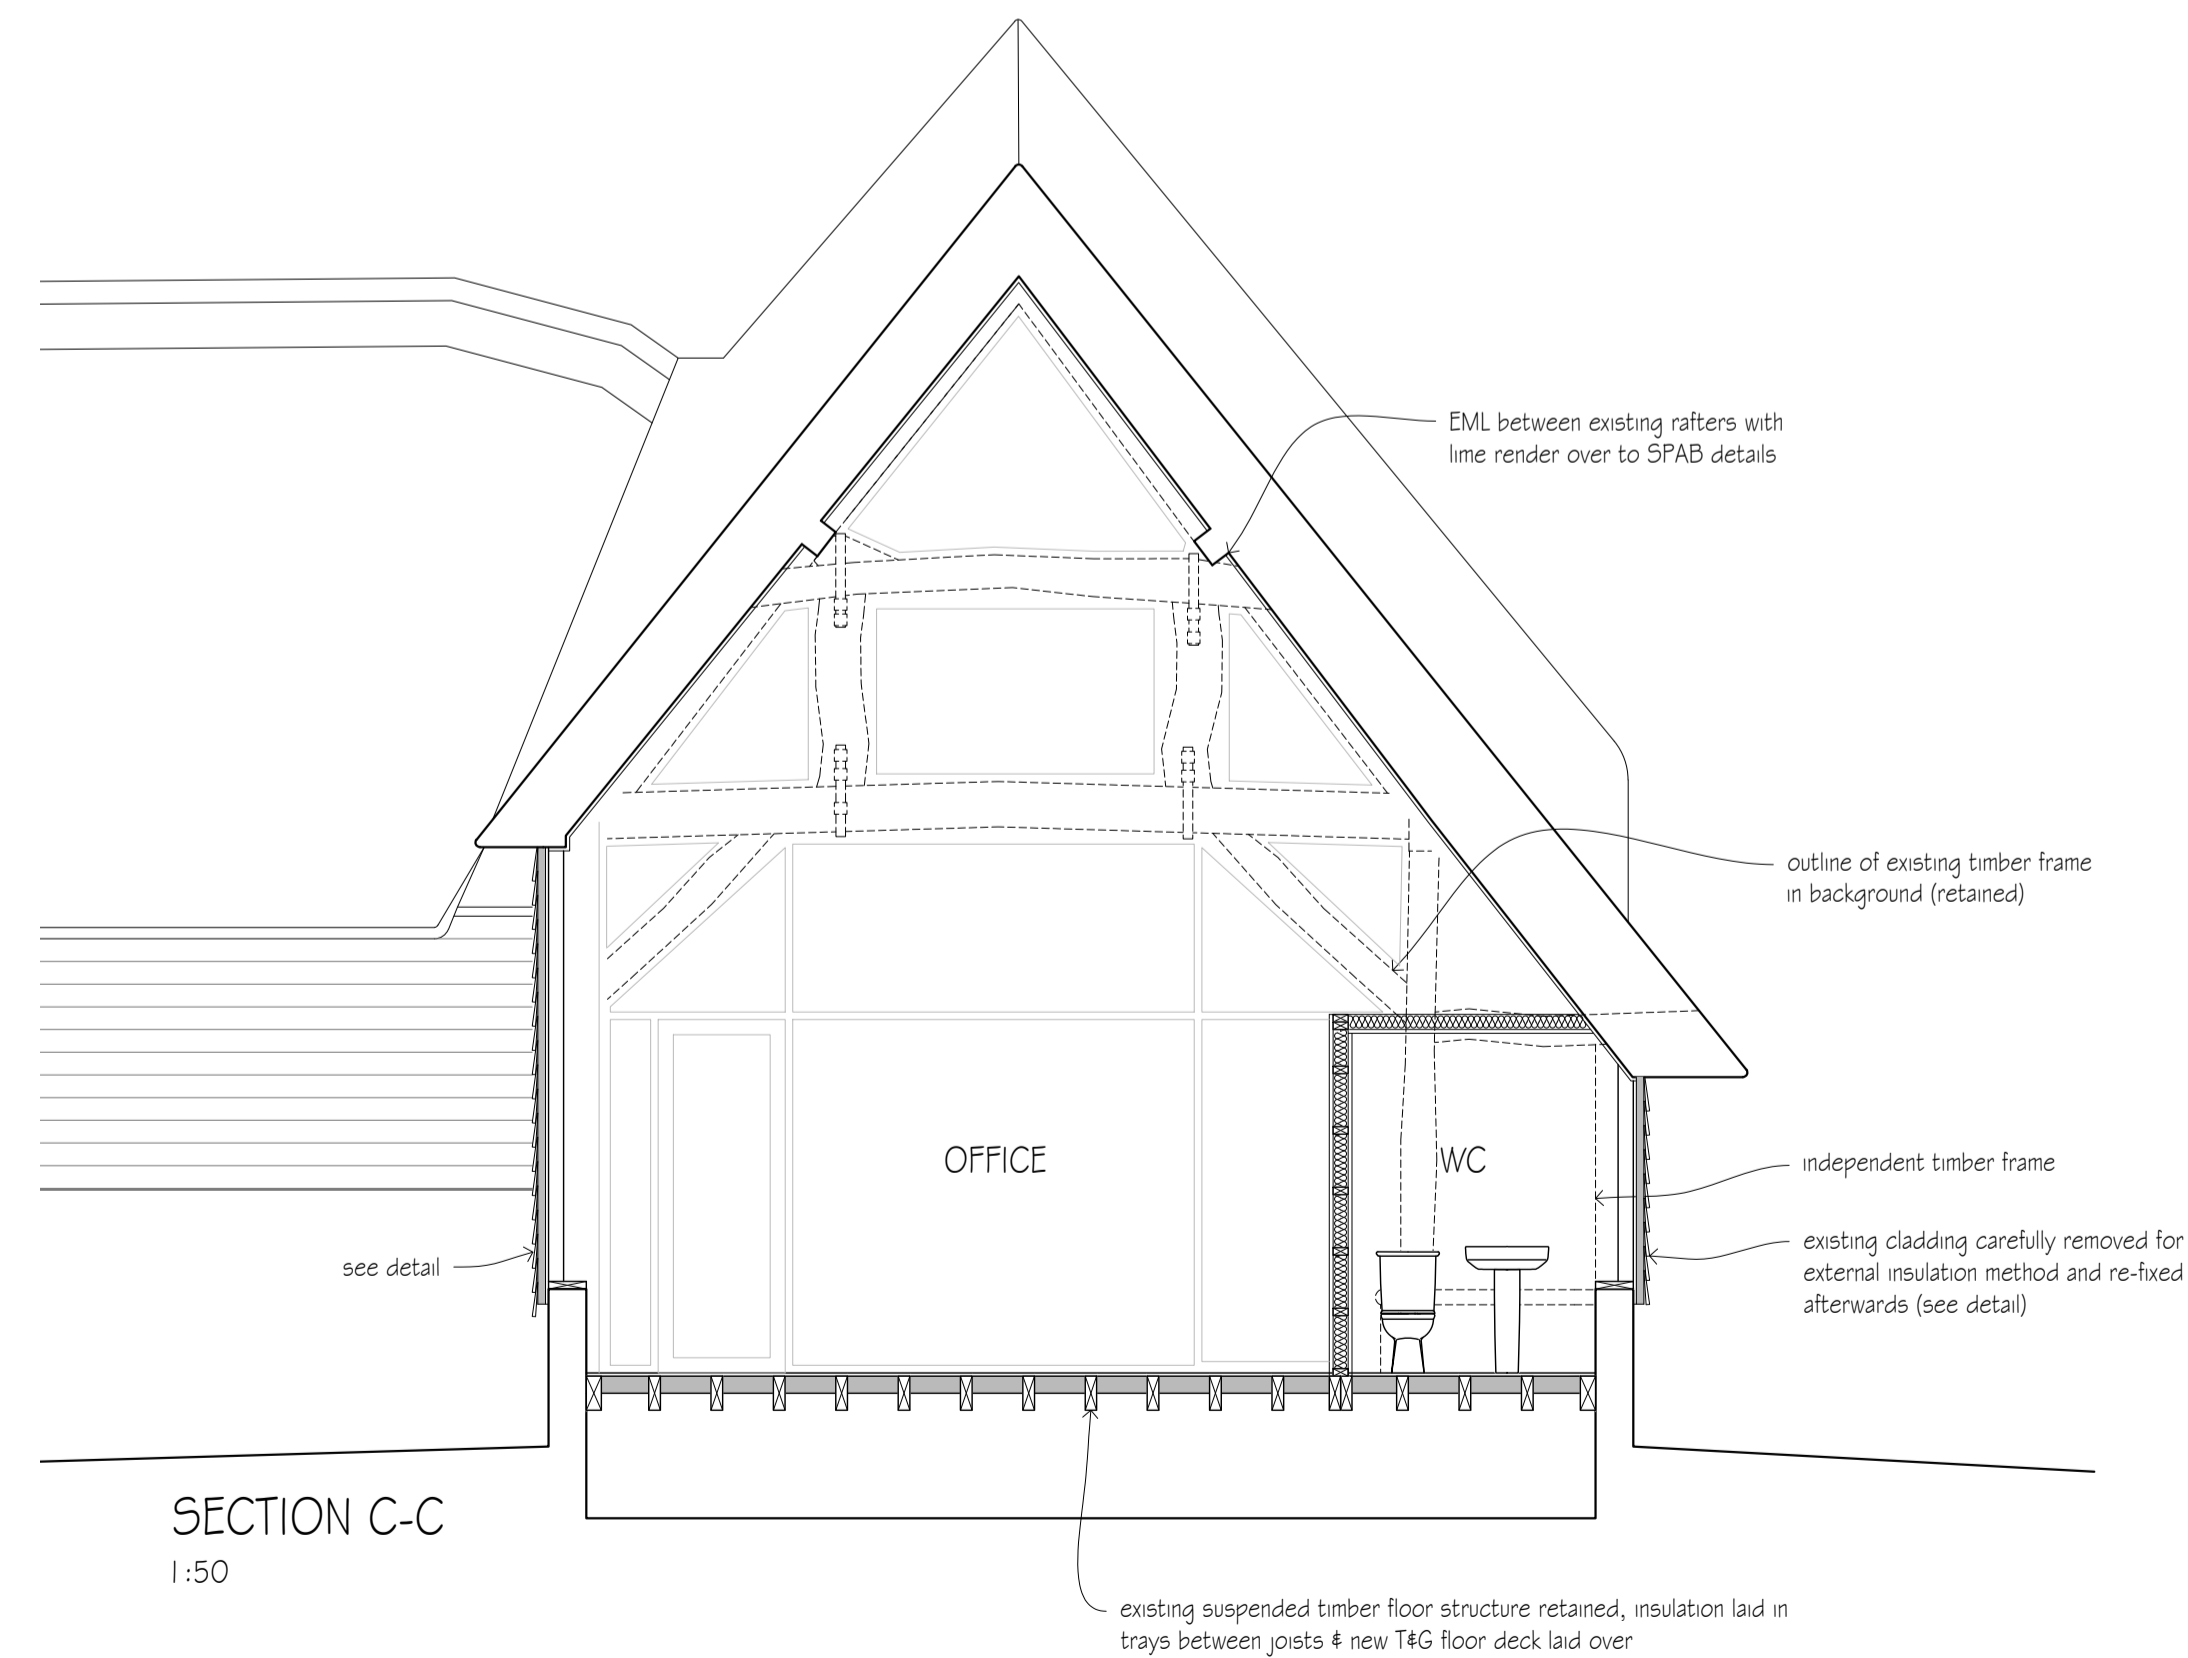 EML between existing rafters with
lime render over to SPAB details
outline of existing timber frame
in background (retained)
OFFICE
WC
independent timber frame
existing cladding carefully removed for
external insulation method and re-fixed
afterwards (see detail)
see detail
SECTION C-C
1:50
existing suspended timber floor structure retained, insulation laid in
trays between joists & new T&G floor deck laid over